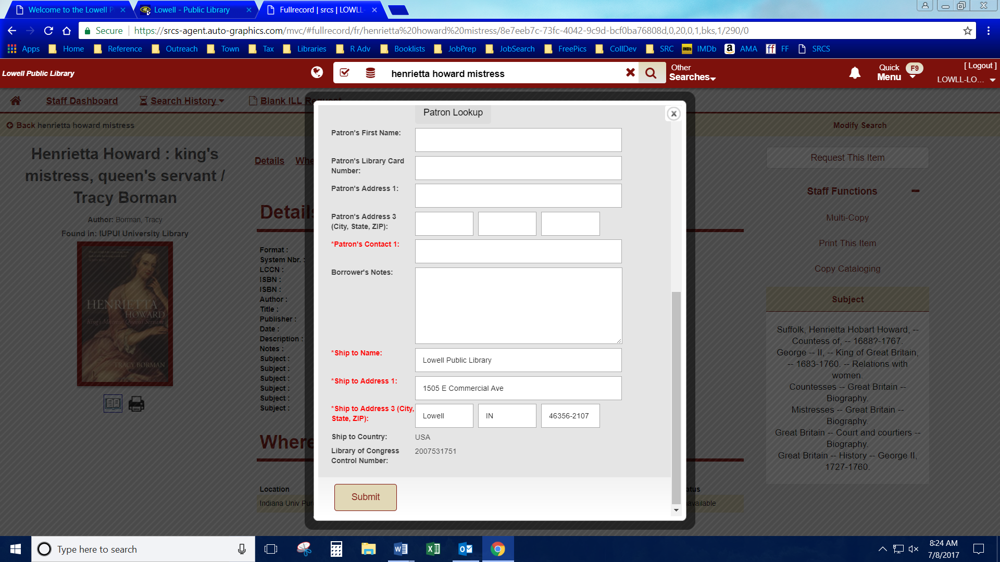 Welcome to the Lowell P
Lowell - Public Library
Fullrecord | srcs | LOWLL-
Secure
https://srcs-agent.auto-graphics.com/mvc/#fullrecord/fr/henrietta%20howard%20mistress/8e7eeb7c-73fc-4042-9c9d-bcf0ba76808d,0,20,0,1,bks,1/290/0
Apps Home Reference Outreach Town Tax Libraries R Adv Booklists JobPrep JobSearch FreePics CollDev SRC IMDb AMA FF SRCS
Lowell Public Library
henrietta howard mistress
Other
Searches
Quick
Menu
F9
[ Logout ]
LOWLL-LO...
Staff Dashboard
Search History
Blank ILL Request
Back henrietta howard mistress
Modify Search
Henrietta Howard : king's
mistress, queen's servant /
Tracy Borman
Author: Borman, Tracy
Found in: IUPUI University Library
HENRIETTA
HOWARD
King's Mistress, Queen's Servant
TRACY BORMAN
Details
Whe
Details
Format :
System Nbr. :
LCCN :
ISBN :
ISBN :
Author :
Title :
Publisher :
Date :
Description :
Notes :
Subject :
Subject :
Subject :
Subject :
Subject :
Subject :
Where
Location
Indiana Univ Pur
atus
available
Patron Lookup
x
Patron's First Name:
Patron's Library Card
Number:
Patron's Address 1:
Patron's Address 3
(City, State, ZIP):
*Patron's Contact 1:
Borrower's Notes:
*Ship to Name:
Lowell Public Library
*Ship to Address 1:
1505 E Commercial Ave
*Ship to Address 3 (City,
State, ZIP):
Lowell
IN
46356-2107
Ship to Country:
USA
Library of Congress
Control Number:
2007531751
Submit
Request This Item
Staff Functions
Multi-Copy
Print This Item
Copy Cataloging
Subject
Suffolk, Henrietta Hobart Howard, --
Countess of, -- 1688?-1767.
George -- II, -- King of Great Britain,
-- 1683-1760. -- Relations with
women.
Countesses -- Great Britain --
Biography.
Mistresses -- Great Britain --
Biography.
Great Britain -- Court and courtiers --
Biography.
Great Britain -- History -- George II,
1727-1760.
Type here to search
8:24 AM
7/8/2017